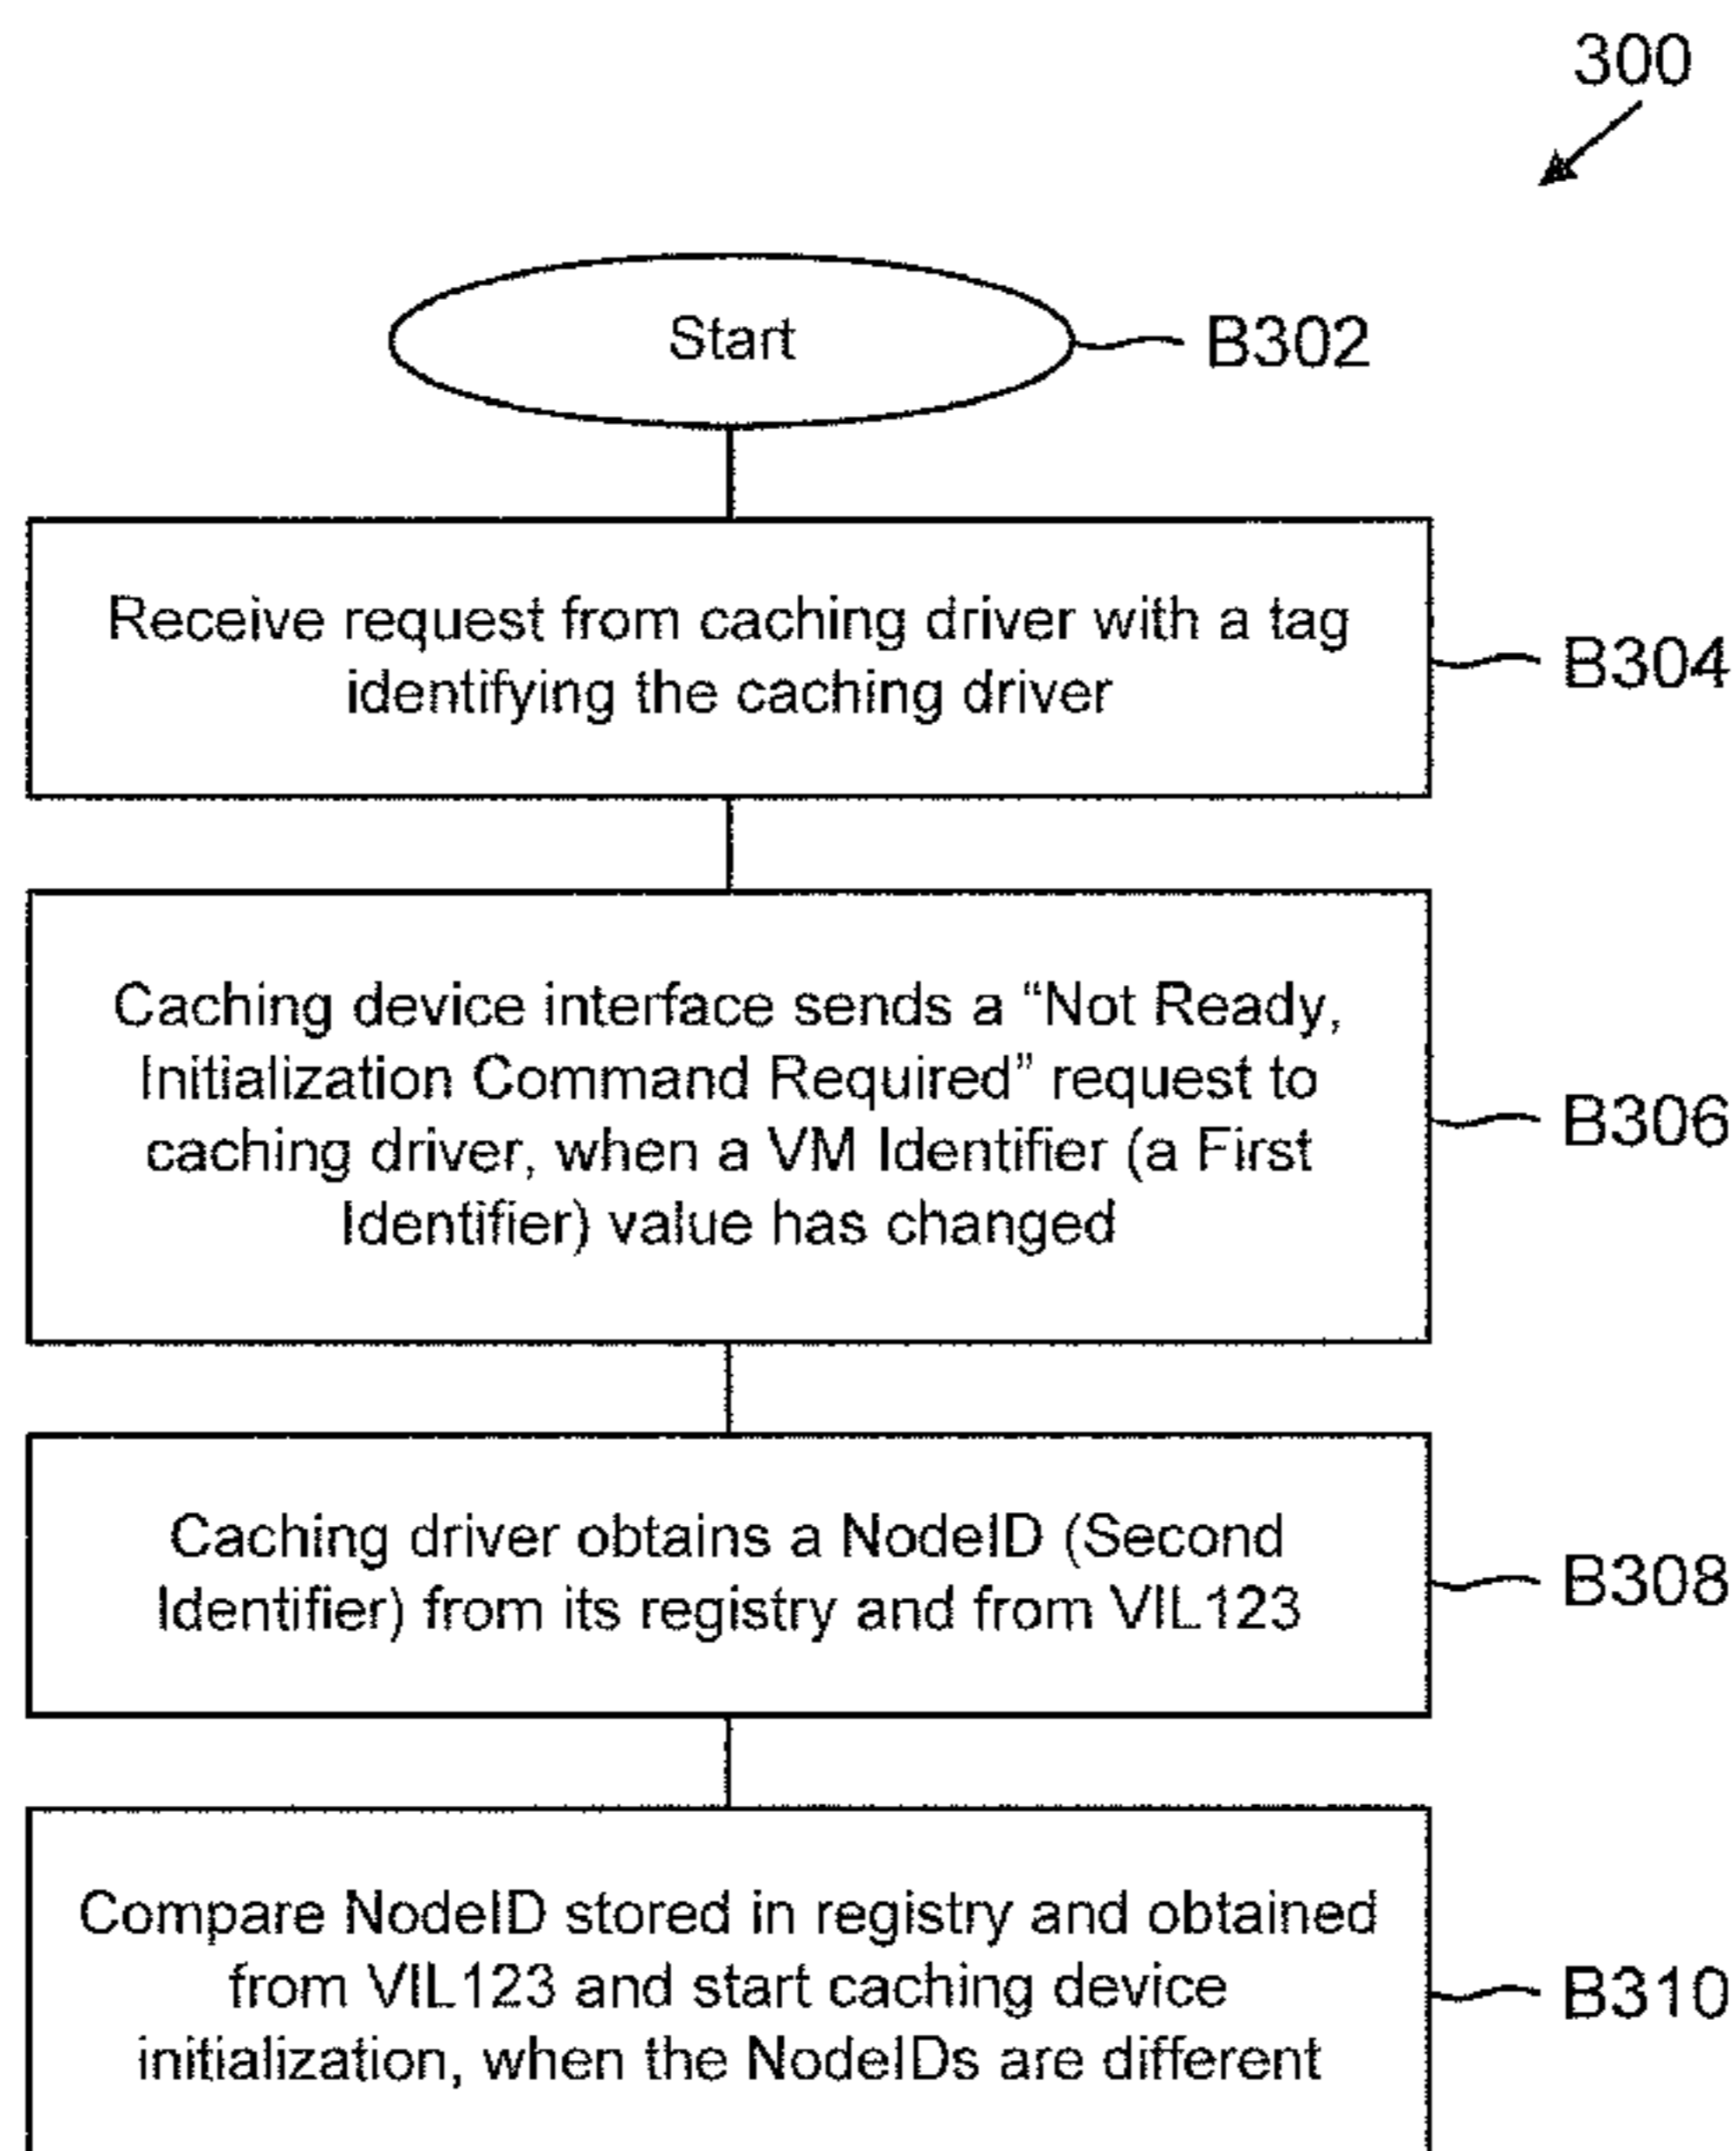 300
Start
B302
Receive request from caching driver with a tag
identifying the caching driver
B304
Caching device interface sends a “Not Ready,
Initialization Command Required” request to
caching driver, when a VM Identifier (a First
Identifier) value has changed
B306
Caching driver obtains a NodeID (Second
Identifier) from its registry and from VIL123
B308
Compare NodeID stored in registry and obtained
from VIL123 and start caching device
initialization, when the NodeIDs are different
B310